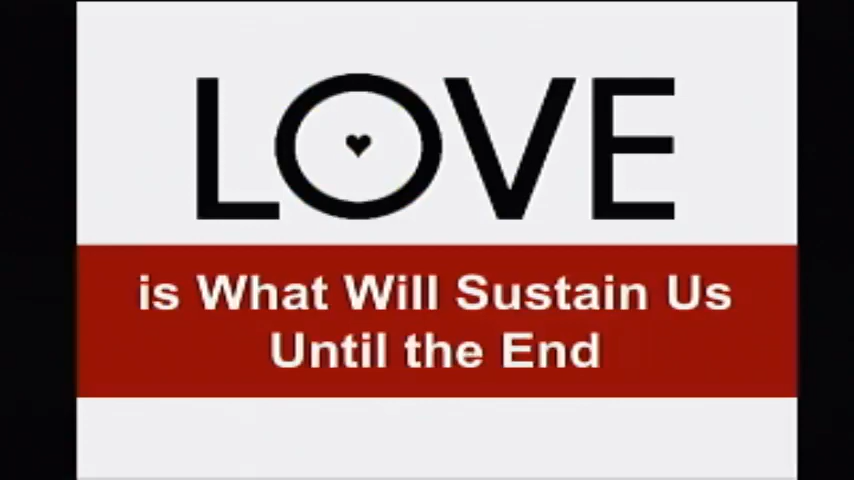 LOVE
is What Will Sustain Us
Until the End